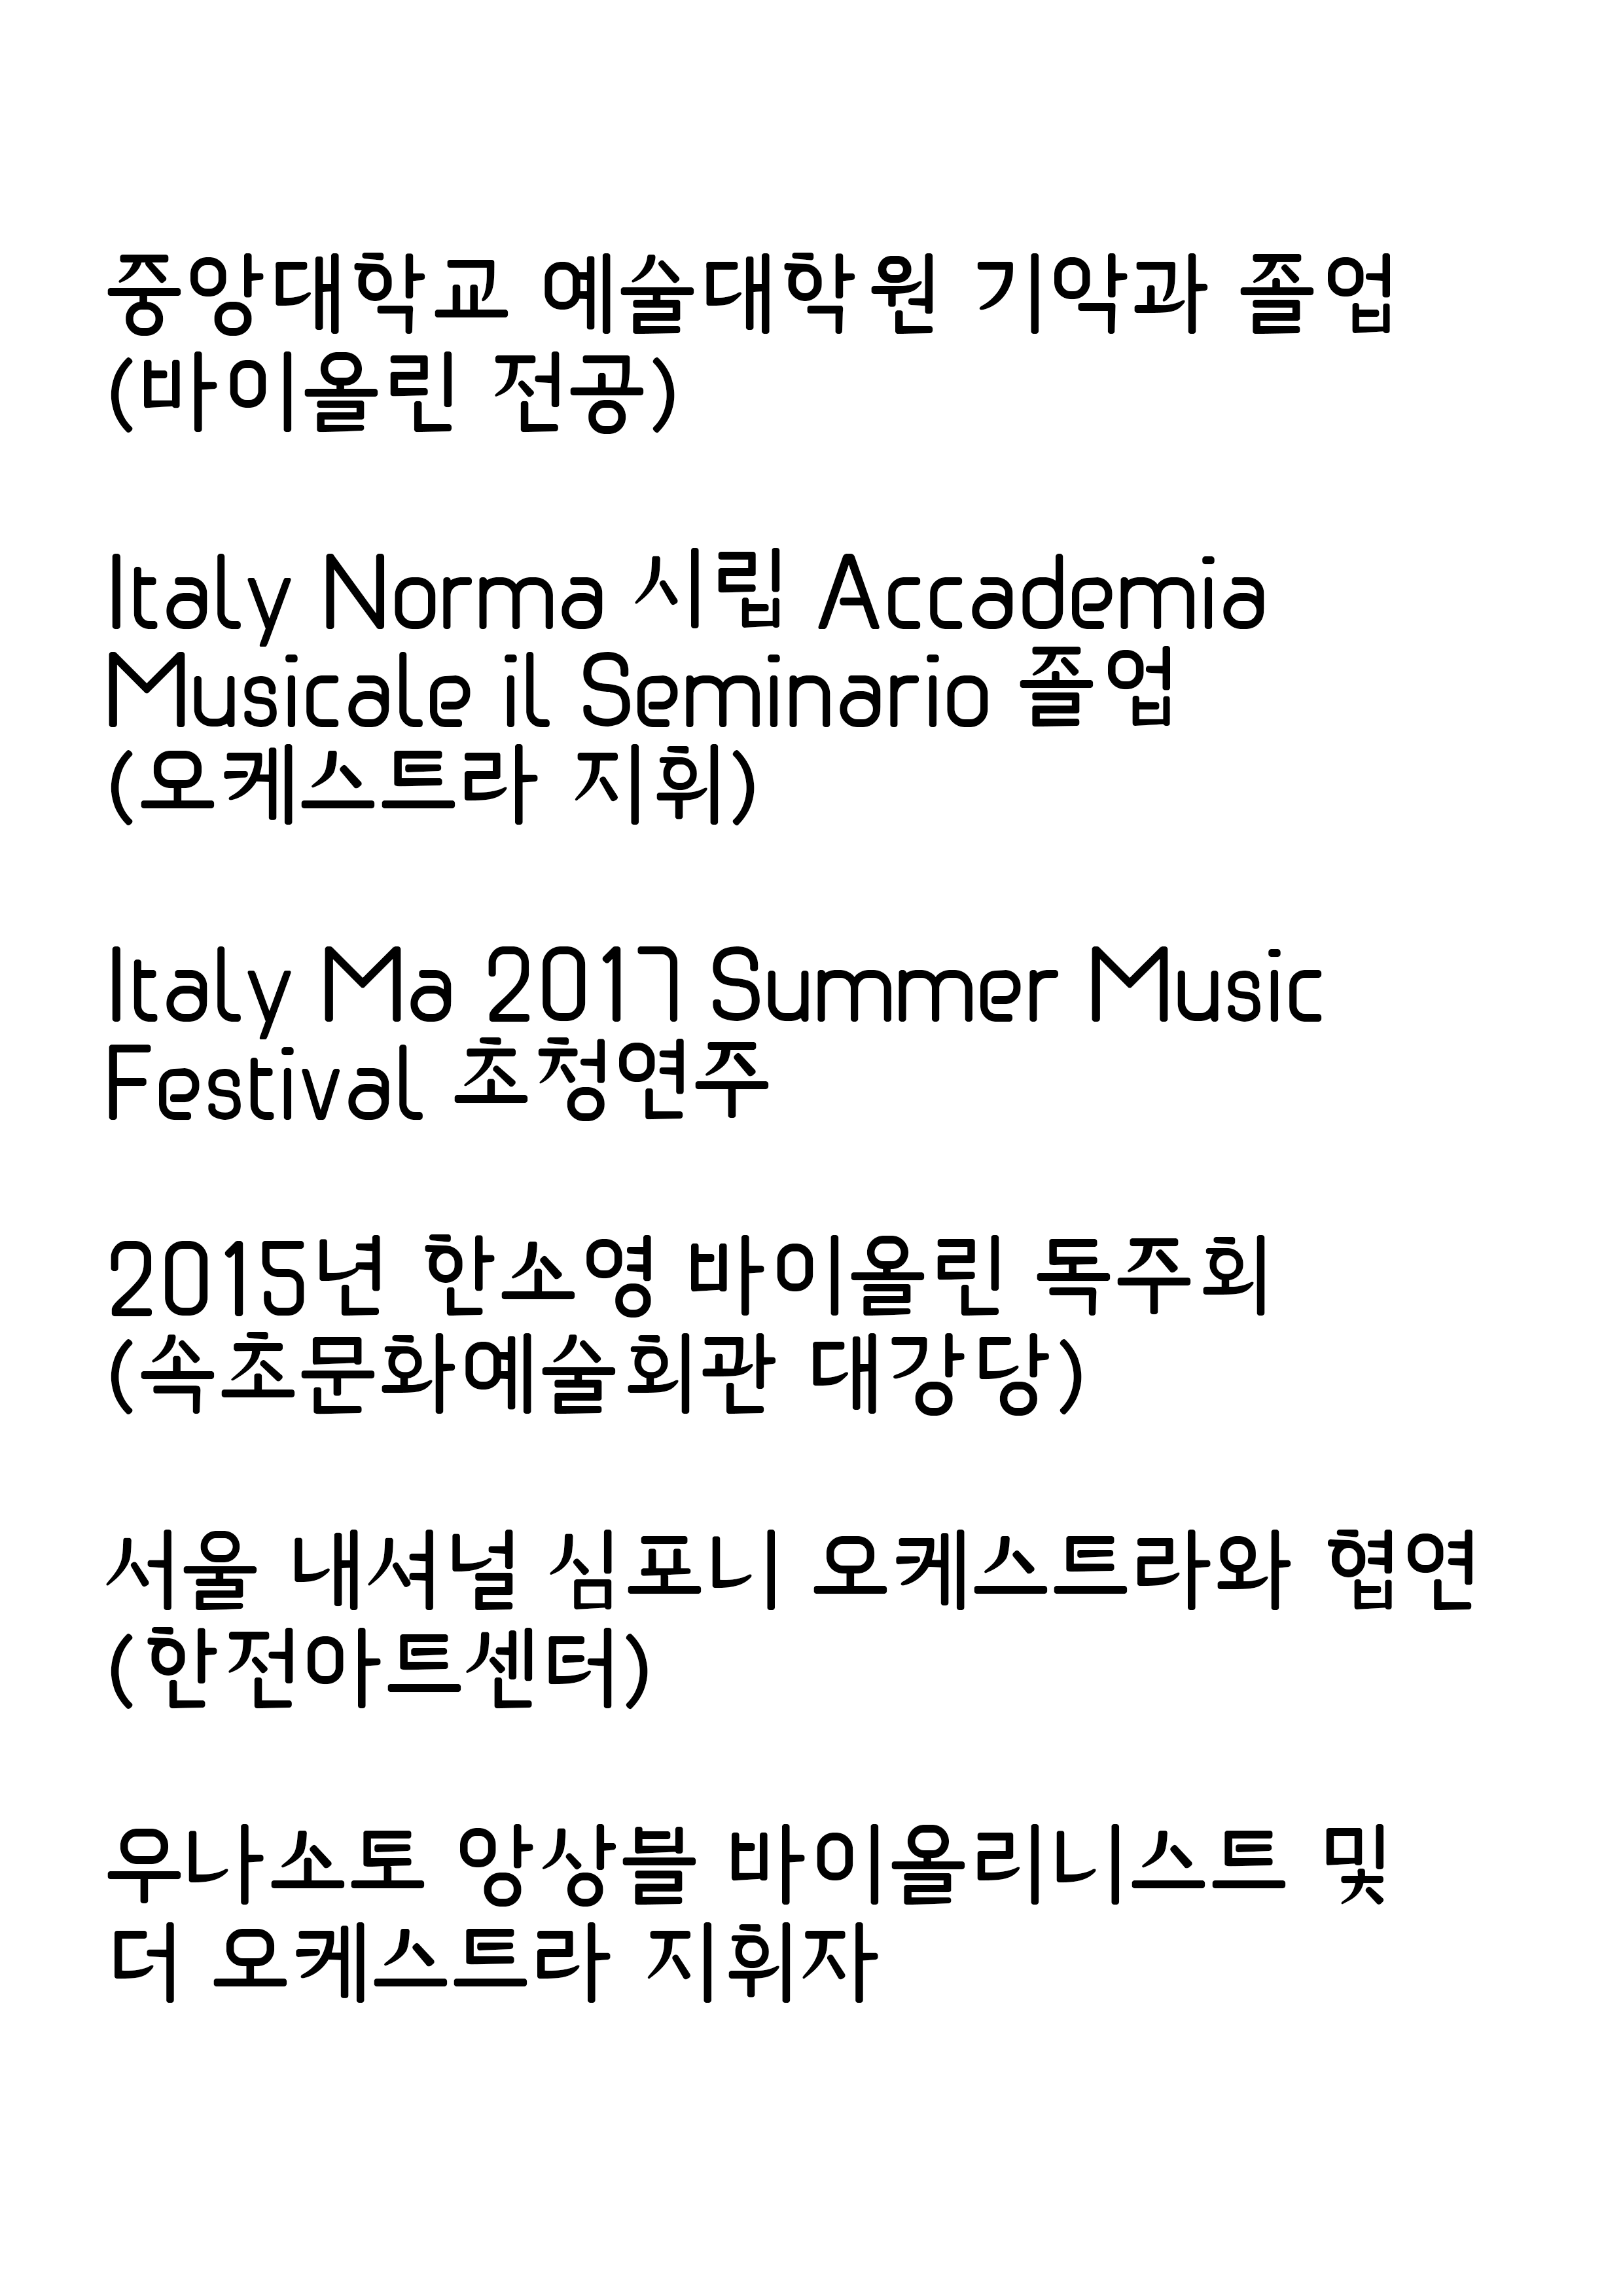 중앙대학교 예술대학원 기악과 졸업
(바이올린 전공)
Italy Norma 시립 Accademia
Musicale il Seminario 졸업
(오케스트라 지휘)
Italy Ma 2017 Summer Music
Festival 초청연주
2015년 한소영 바이올린 독주회
(속초문화예술회관 대강당)
서울 내셔널 심포니 오케스트라와 협연
(한전아트센터)
우나소토 앙상블 바이올리니스트 및
더 오케스트라 지휘자